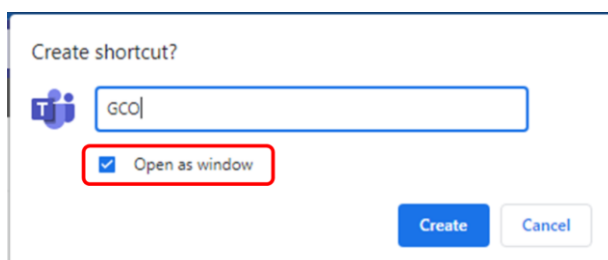 Create shortcut?
T
GCO
Open as window
Create Cancel